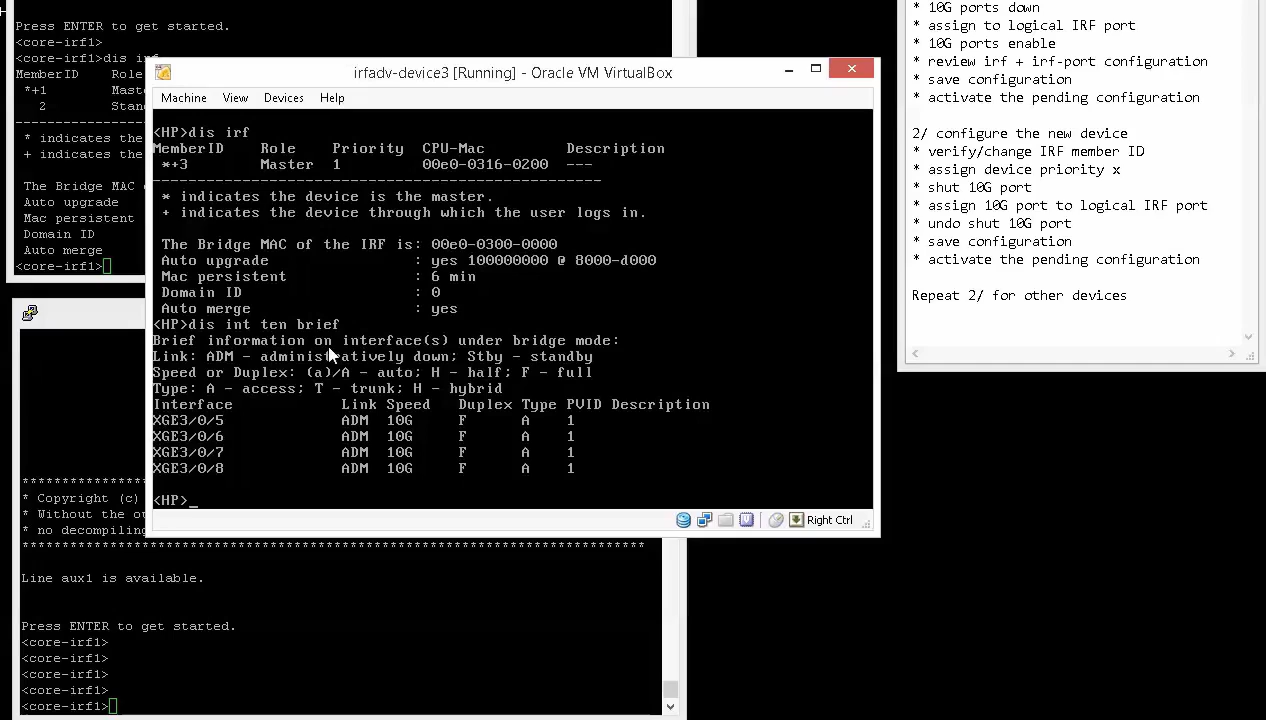 Press ENTER to get started.
<core-irf1>
<core-irf1>dis irf
MemberID    Role
*+1        Mast
2        Stan
--------------------
* indicates the
+ indicates the
The Bridge MAC
Auto upgrade
Mac persistent
Domain ID
Auto merge
<core-irf1>
irfadv-device3 [Running] - Oracle VM VirtualBox
Machine View Devices Help
<HP>dis irf
MemberID    Role    Priority  CPU-Mac         Description
*+3      Master  1         00e0-0316-0200  ---
---------------------------------------------------------
* indicates the device is the master.
+ indicates the device through which the user logs in.
The Bridge MAC of the IRF is: 00e0-0300-0000
Auto upgrade                : yes 100000000 @ 8000-d000
Mac persistent              : 6 min
Domain ID                   : 0
Auto merge                  : yes
<HP>dis int ten brief
Brief information on interface(s) under bridge mode:
Link: ADM - administratively down; Stby - standby
Speed or Duplex: (a)/A - auto; H - half; F - full
Type: A - access; T - trunk; H - hybrid
Interface            Link Speed   Duplex Type PVID Description
XGE3/0/5             ADM  10G     F      A    1
XGE3/0/6             ADM  10G     F      A    1
XGE3/0/7             ADM  10G     F      A    1
XGE3/0/8             ADM  10G     F      A    1
<HP>_
Right Ctrl
* 10G ports down
* assign to logical IRF port
* 10G ports enable
* review irf + irf-port configuration
* save configuration
* activate the pending configuration
2/ configure the new device
* verify/change IRF member ID
* assign device priority x
* shut 10G port
* assign 10G port to logical IRF port
* undo shut 10G port
* save configuration
* activate the pending configuration
Repeat 2/ for other devices
********************
* Copyright (c)
* Without the o
* no decompiling
******************************************************************************
Line aux1 is available.
Press ENTER to get started.
<core-irf1>
<core-irf1>
<core-irf1>
<core-irf1>
<core-irf1>